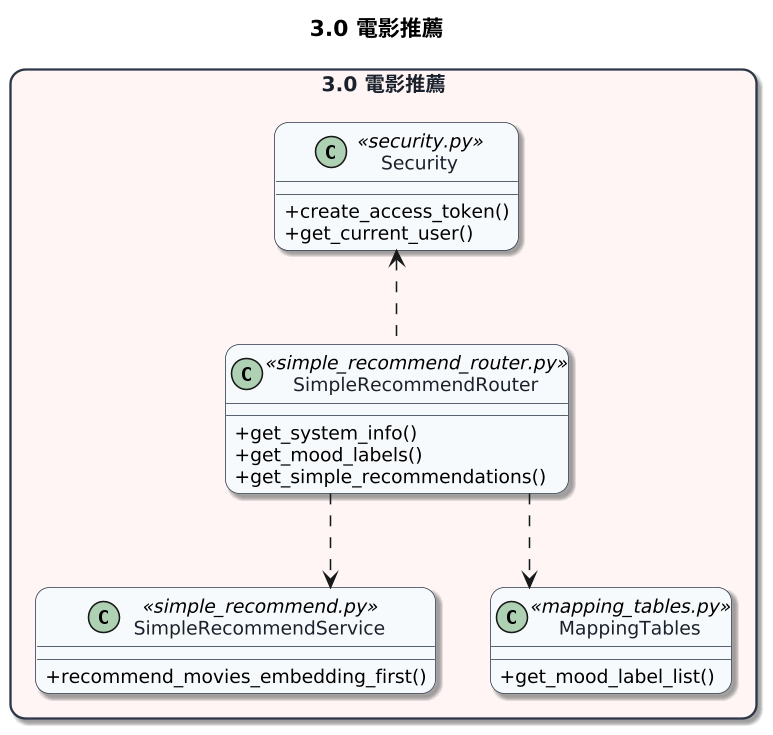 3.0 電影推薦
3.0 電影推薦
C
«security.py»
Security
+create_access_token()
+get_current_user()
C
«simple_recommend_router.py»
SimpleRecommendRouter
+get_system_info()
+get_mood_labels()
+get_simple_recommendations()
C
«simple_recommend.py»
SimpleRecommendService
+recommend_movies_embedding_first()
C
«mapping_tables.py»
MappingTables
+get_mood_label_list()